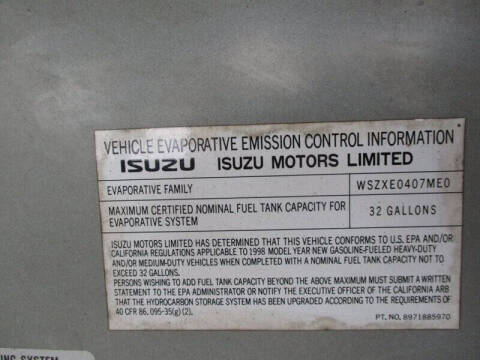 VEHICLE EVAPORATIVE EMISSION CONTROL INFORMATION
ISUZU ISUZU MOTORS LIMITED
EVAPORATIVE FAMILY WSZXE0407ME0
MAXIMUM CERTIFIED NOMINAL FUEL TANK CAPACITY FOR
EVAPORATIVE SYSTEM 32 GALLONS
ISUZU MOTORS LIMITED HAS DETERMINED THAT THIS VEHICLE CONFORMS TO U.S. EPA AND/OR
CALIFORNIA REGULATIONS APPLICABLE TO 1998 MODEL YEAR NEW GASOLINE-FUELED HEAVY-DUTY
AND/OR MEDIUM-DUTY VEHICLES WHEN COMPLETED WITH A NOMINAL FUEL TANK CAPACITY NOT TO
EXCEED 32 GALLONS.
PERSONS WISHING TO ADD FUEL TANK CAPACITY BEYOND THE ABOVE MAXIMUM MUST SUBMIT A WRITTEN
STATEMENT TO THE EPA ADMINISTRATOR OR NOTIFY THE EXECUTIVE OFFICER OF THE CALIFORNIA ARB
THAT THE HYDROCARBON STORAGE SYSTEM HAS BEEN UPGRADED ACCORDING TO THE REQUIREMENTS OF
40 CFR 86, 095-35(g)(2). PT. NO. 8971885970
ING SYSTEM